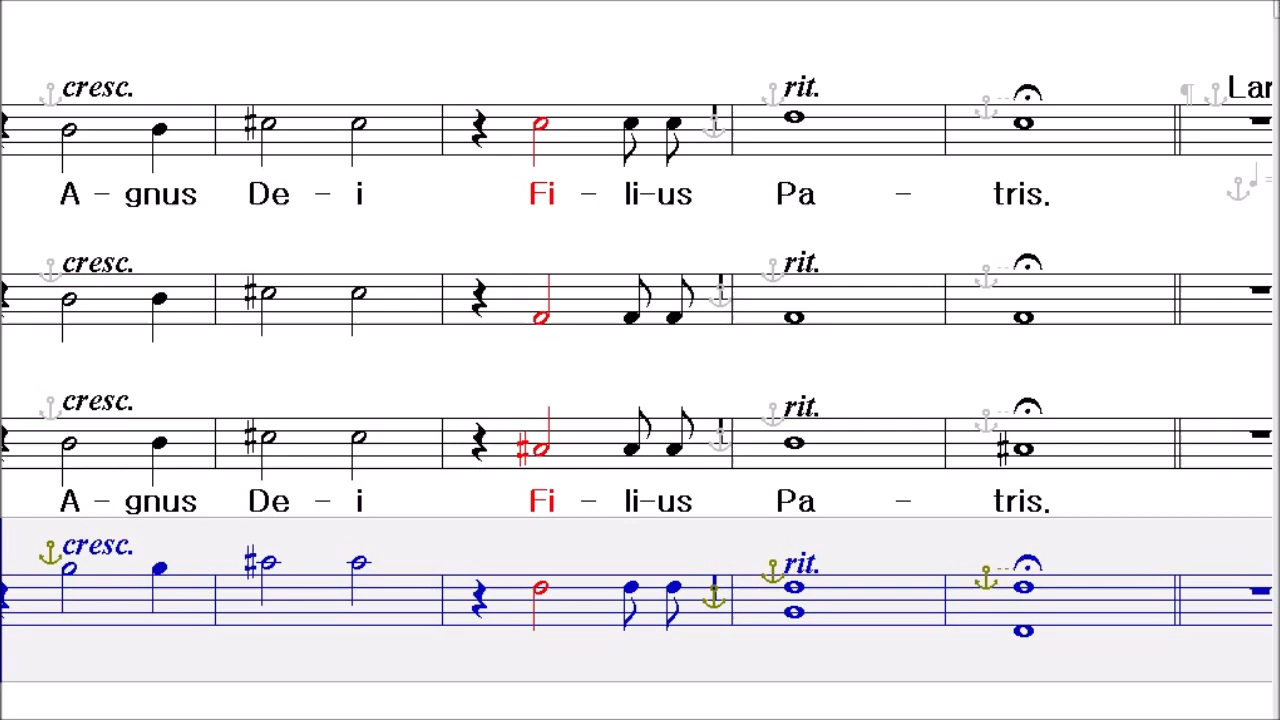 cresc. rit. Lar
A – gnus De – i Fi – li–us Pa – tris.
cresc. rit.
cresc. rit.
A – gnus De – i Fi – li–us Pa – tris.
cresc. rit.